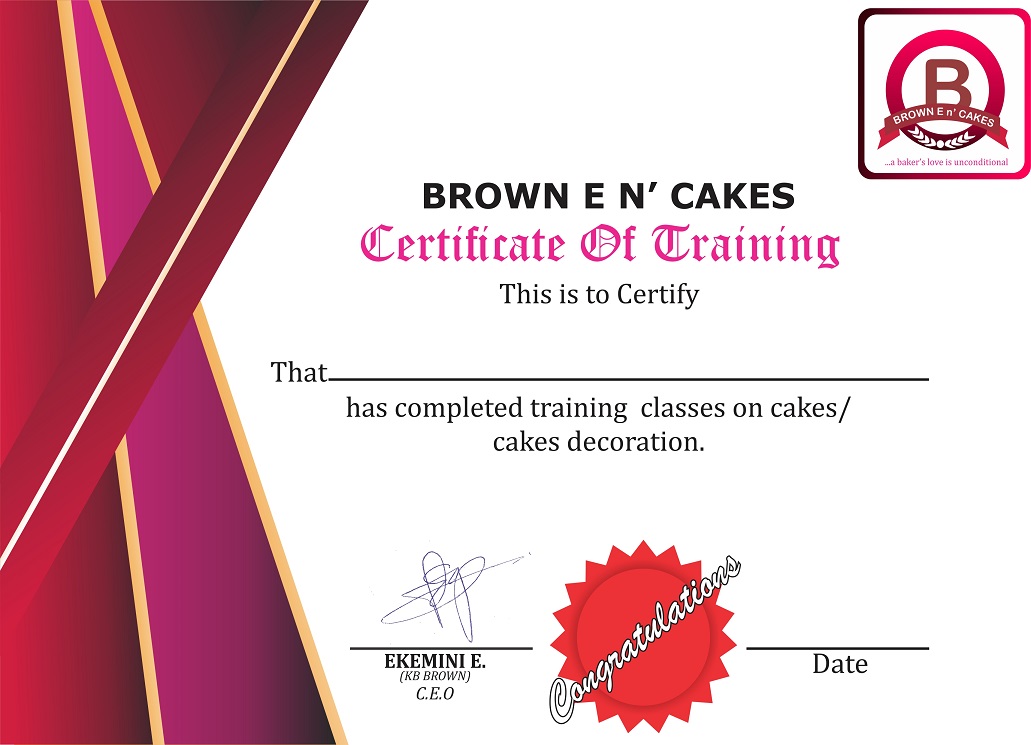 B
BROWN E n' CAKES
...a baker's love is unconditional
BROWN E N’ CAKES
Certificate Of Training
This is to Certify
That
has completed training classes on cakes/
cakes decoration.
Congratulations
EKEMINI E.
(KB BROWN)
C.E.O
Date